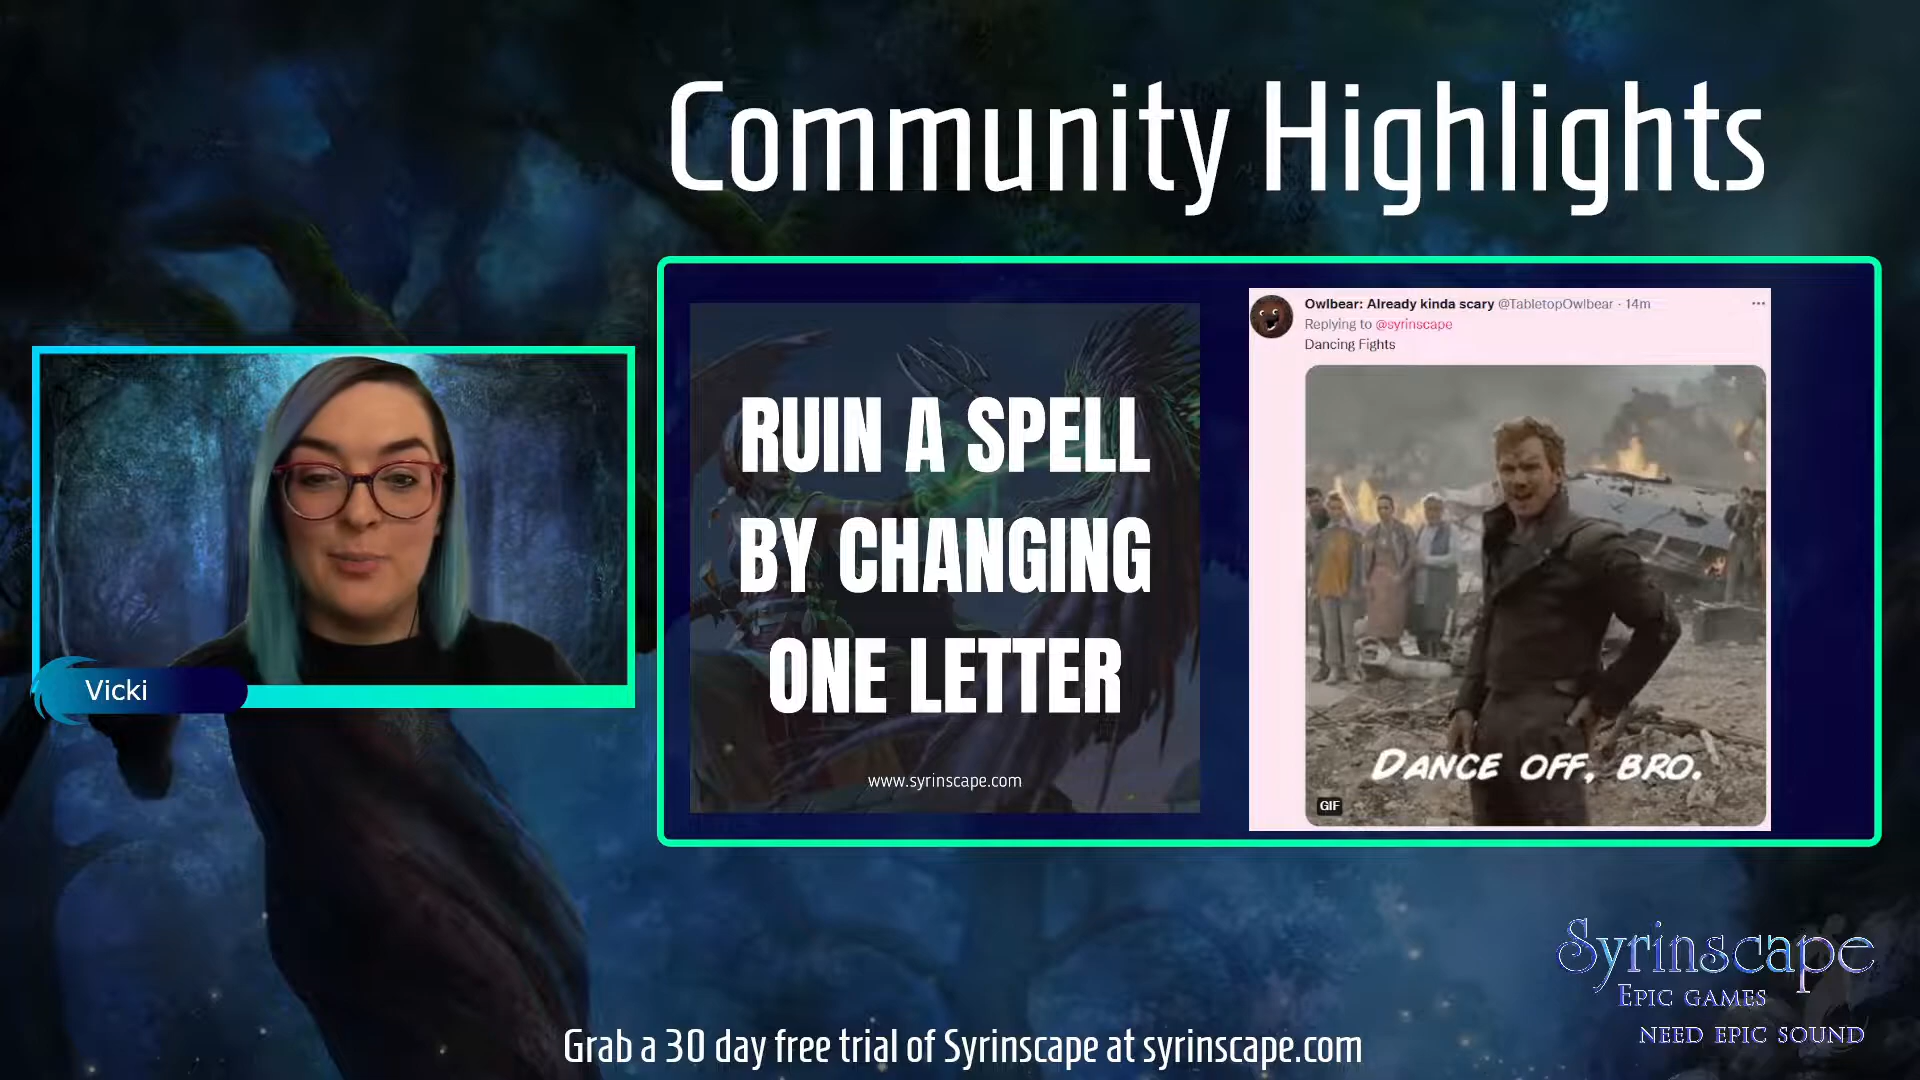 Community Highlights
Vicki
RUIN A SPELL
BY CHANGING
ONE LETTER
www.syrinscape.com
Owlbear: Already kinda scary @TabletopOwlbear · 14m
Replying to @syrinscape
Dancing Fights
DANCE OFF, BRO.
GIF
Syrinscape
EPIC GAMES
NEED EPIC SOUND
Grab a 30 day free trial of Syrinscape at syrinscape.com